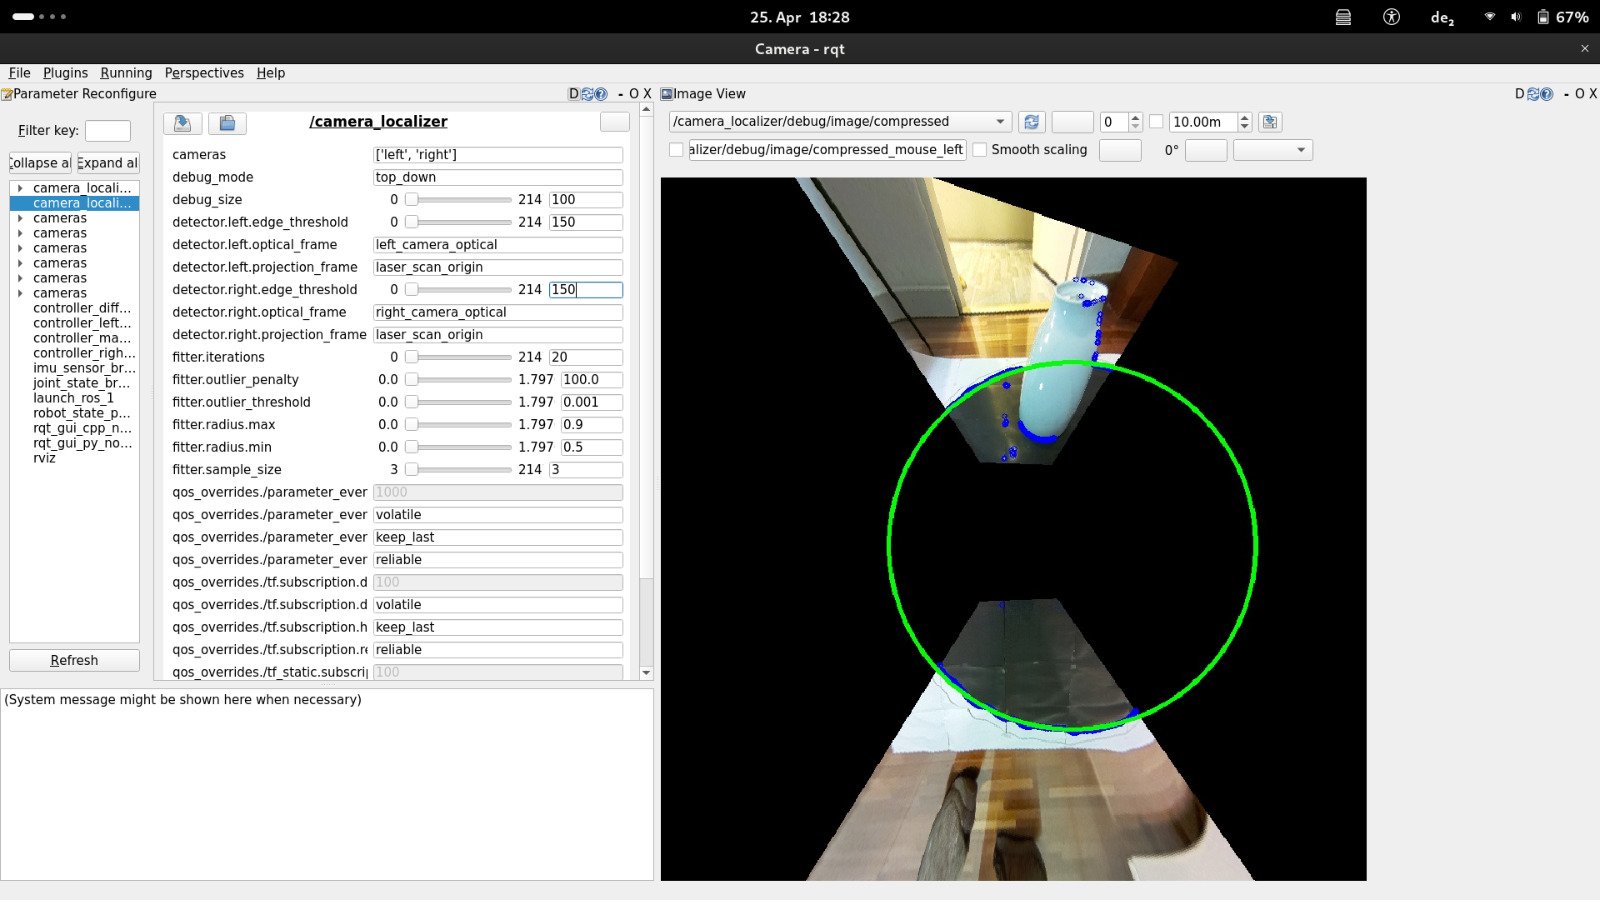 25. Apr 18:28
de2
67%
Camera - rqt
File Plugins Running Perspectives Help
Parameter Reconfigure
D - O X
Image View
D - O X
Filter key:
Collapse al Expand al
camera_locali...
camera_locali...
cameras
cameras
cameras
cameras
cameras
cameras
controller_diff...
controller_left...
controller_ma...
controller_righ...
imu_sensor_br...
joint_state_br...
launch_ros_1
robot_state_p...
rqt_gui_cpp_n...
rqt_gui_py_no...
rviz
Refresh
/camera_localizer
cameras ['left', 'right']
debug_mode top_down
debug_size 0 214 100
detector.left.edge_threshold 0 214 150
detector.left.optical_frame left_camera_optical
detector.left.projection_frame laser_scan_origin
detector.right.edge_threshold 0 214 150
detector.right.optical_frame right_camera_optical
detector.right.projection_frame laser_scan_origin
fitter.iterations 0 214 20
fitter.outlier_penalty 0.0 1.797 100.0
fitter.outlier_threshold 0.0 1.797 0.001
fitter.radius.max 0.0 1.797 0.9
fitter.radius.min 0.0 1.797 0.5
fitter.sample_size 3 214 3
qos_overrides./parameter_ever 1000
qos_overrides./parameter_ever volatile
qos_overrides./parameter_ever keep_last
qos_overrides./parameter_ever reliable
qos_overrides./tf.subscription.d 100
qos_overrides./tf.subscription.d volatile
qos_overrides./tf.subscription.h keep_last
qos_overrides./tf.subscription.re reliable
qos_overrides./tf_static.subscrip 100
(System message might be shown here when necessary)
/camera_localizer/debug/image/compressed
0
10.00m
alizer/debug/image/compressed_mouse_left
Smooth scaling
0°